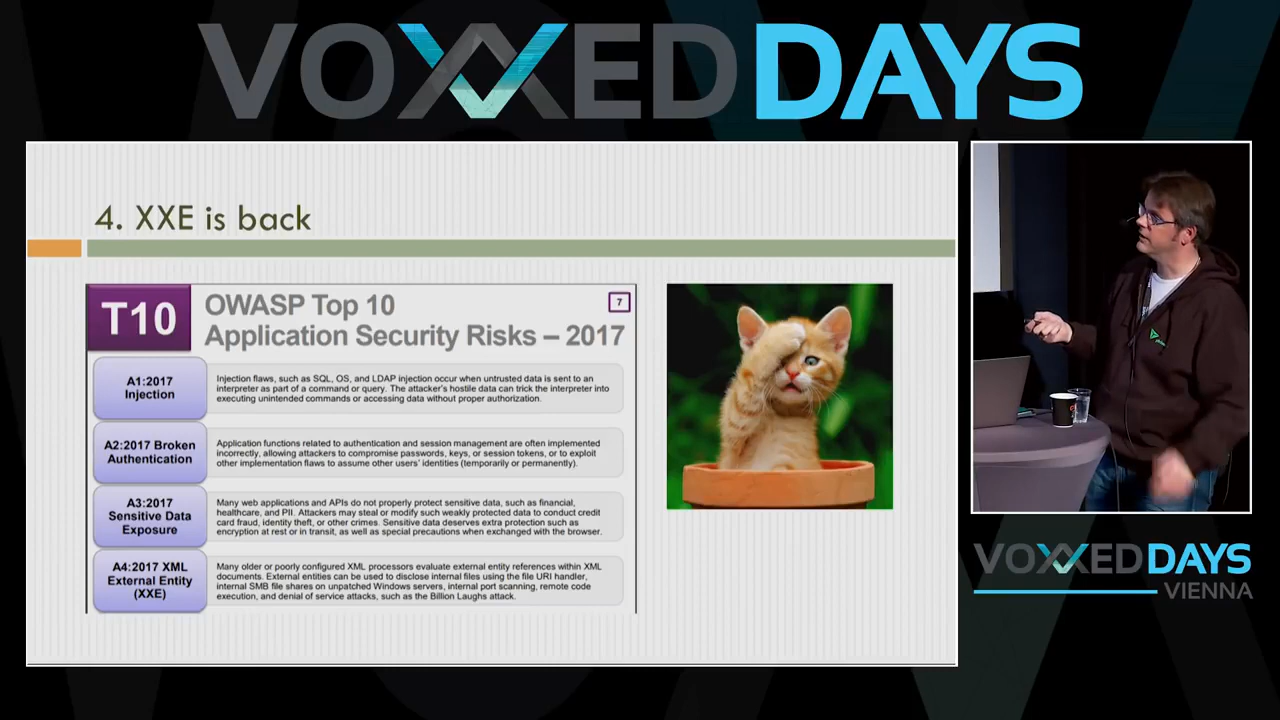 VOXXED DAYS
4. XXE is back
T10
OWASP Top 10
Application Security Risks – 2017
7
A1:2017
Injection
Injection flaws, such as SQL, OS, and LDAP injection occur when untrusted data is sent to an
interpreter as part of a command or query. The attacker's hostile data can trick the interpreter into
executing unintended commands or accessing data without proper authorization.
A2:2017 Broken
Authentication
Application functions related to authentication and session management are often implemented
incorrectly, allowing attackers to compromise passwords, keys, or session tokens, or to exploit
other implementation flaws to assume other users' identities (temporarily or permanently).
A3:2017
Sensitive Data
Exposure
Many web applications and APIs do not properly protect sensitive data, such as financial,
healthcare, and PII. Attackers may steal or modify such weakly protected data to conduct credit
card fraud, identity theft, or other crimes. Sensitive data deserves extra protection such as
encryption at rest or in transit, as well as special precautions when exchanged with the browser.
A4:2017 XML
External Entity
(XXE)
Many older or poorly configured XML processors evaluate external entity references within XML
documents. External entities can be used to disclose internal files using the file URI handler,
internal SMB file shares on unpatched Windows servers, internal port scanning, remote code
execution, and denial of service attacks, such as the Billion Laughs attack.
VOXXED DAYS
VIENNA